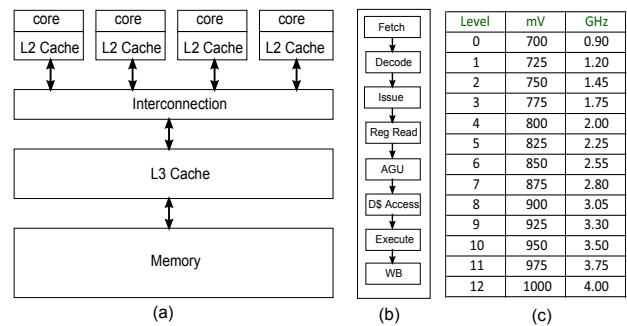 core core core core
L2 Cache L2 Cache L2 Cache L2 Cache
Interconnection
L3 Cache
Memory
(a)
Fetch
Decode
Issue
Reg Read
AGU
D$ Access
Execute
WB
(b)
Level mV GHz
0 700 0.90
1 725 1.20
2 750 1.45
3 775 1.75
4 800 2.00
5 825 2.25
6 850 2.55
7 875 2.80
8 900 3.05
9 925 3.30
10 950 3.50
11 975 3.75
12 1000 4.00
(c)